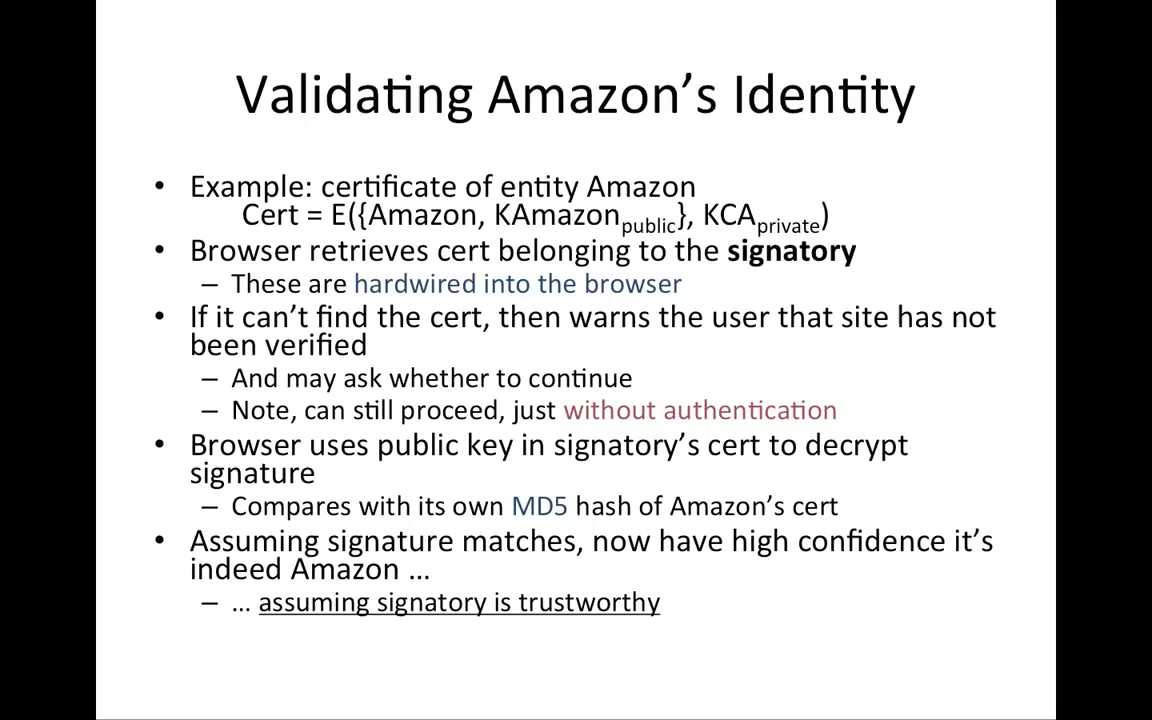 Validating Amazon's Identity
• Example: certificate of entity Amazon
Cert = E({Amazon, KAmazonpublic}, KCAprivate)
• Browser retrieves cert belonging to the signatory
– These are hardwired into the browser
• If it can't find the cert, then warns the user that site has not
been verified
– And may ask whether to continue
– Note, can still proceed, just without authentication
• Browser uses public key in signatory's cert to decrypt
signature
– Compares with its own MD5 hash of Amazon's cert
• Assuming signature matches, now have high confidence it's
indeed Amazon ...
– ... assuming signatory is trustworthy